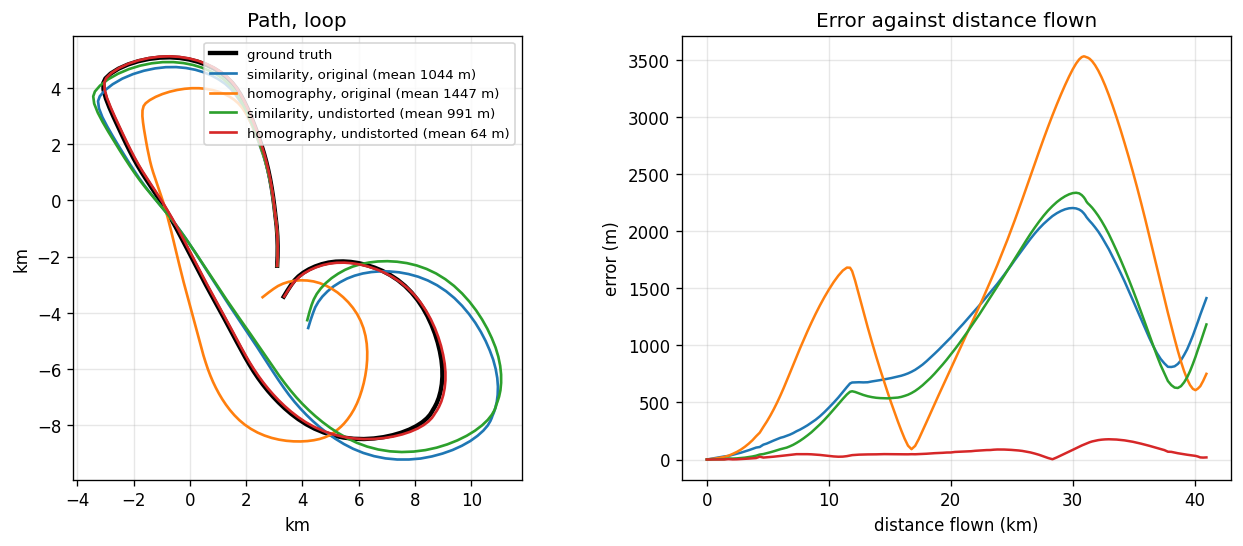 Path, loop
ground truth
similarity, original (mean 1044 m)
homography, original (mean 1447 m)
similarity, undistorted (mean 991 m)
homography, undistorted (mean 64 m)
km
4
2
0
−2
−4
−6
−8
−4 −2 0 2 4 6 8 10
km
Error against distance flown
error (m)
3500
3000
2500
2000
1500
1000
500
0
0 10 20 30 40
distance flown (km)